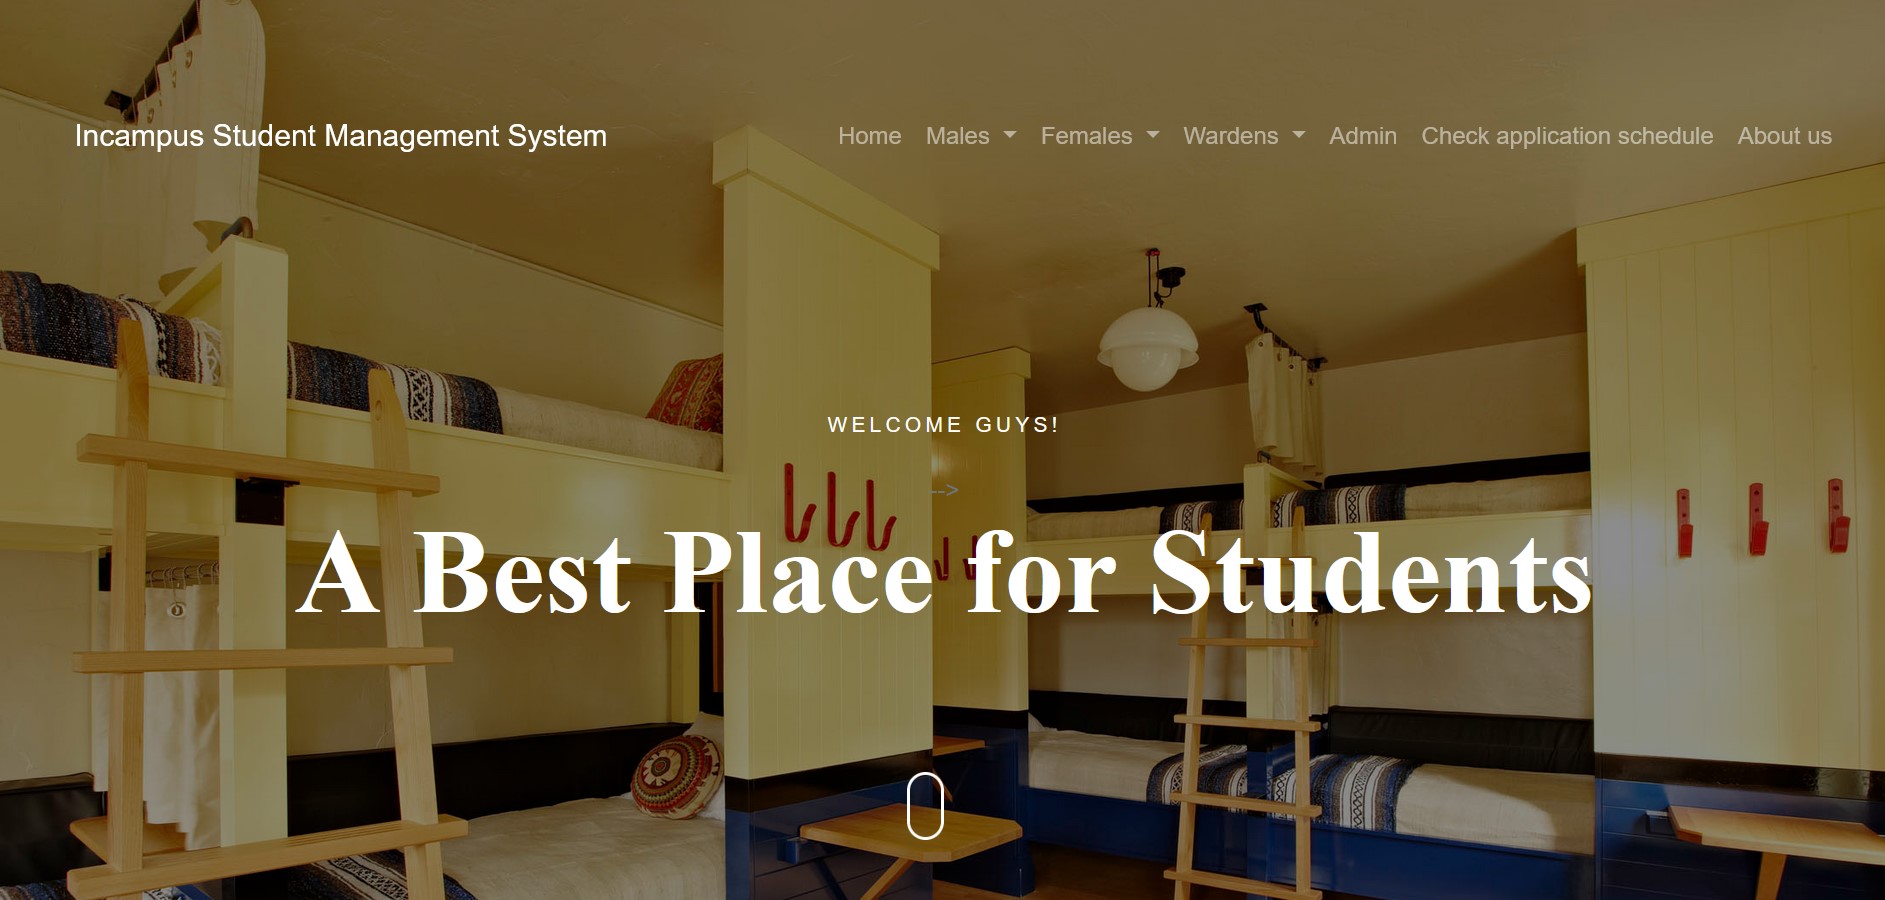 Incampus Student Management System
Home Males Females Wardens Admin Check application schedule About us
WELCOME GUYS!
-->
A Best Place for Students